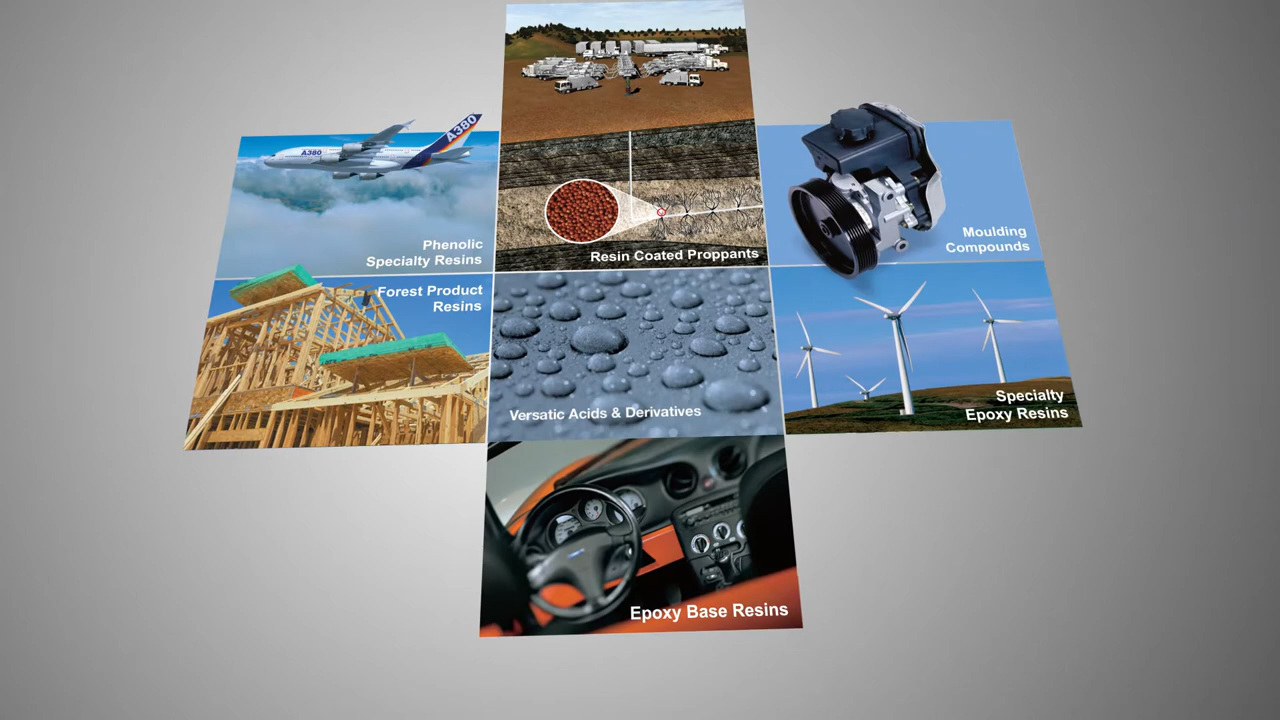 A380
A380
Phenolic
Specialty Resins
Resin Coated Proppants
Moulding
Compounds
Forest Product
Resins
Versatic Acids & Derivatives
Specialty
Epoxy Resins
Epoxy Base Resins